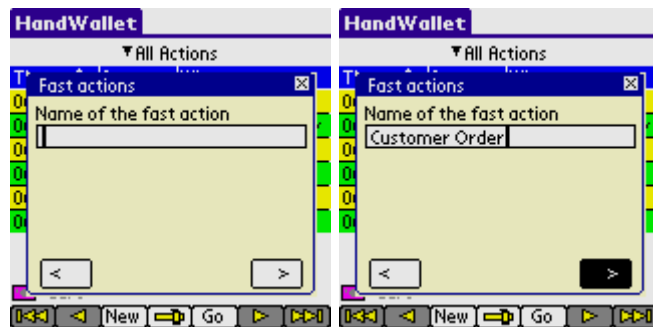 HandWallet
▼All Actions
Fast actions
Name of the fast action
<
>
New
Go
HandWallet
▼All Actions
Fast actions
Name of the fast action
Customer Order
<
>
New
Go